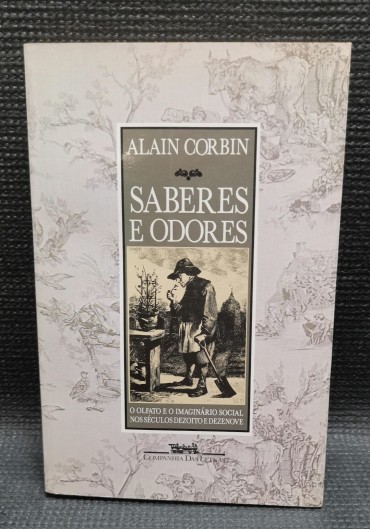 ALAIN CORBIN
SABERES
E ODORES
O OLFATO E O IMAGINÁRIO SOCIAL
NOS SÉCULOS DEZOITO E DEZENOVE
COMPANHIA DAS LETRAS